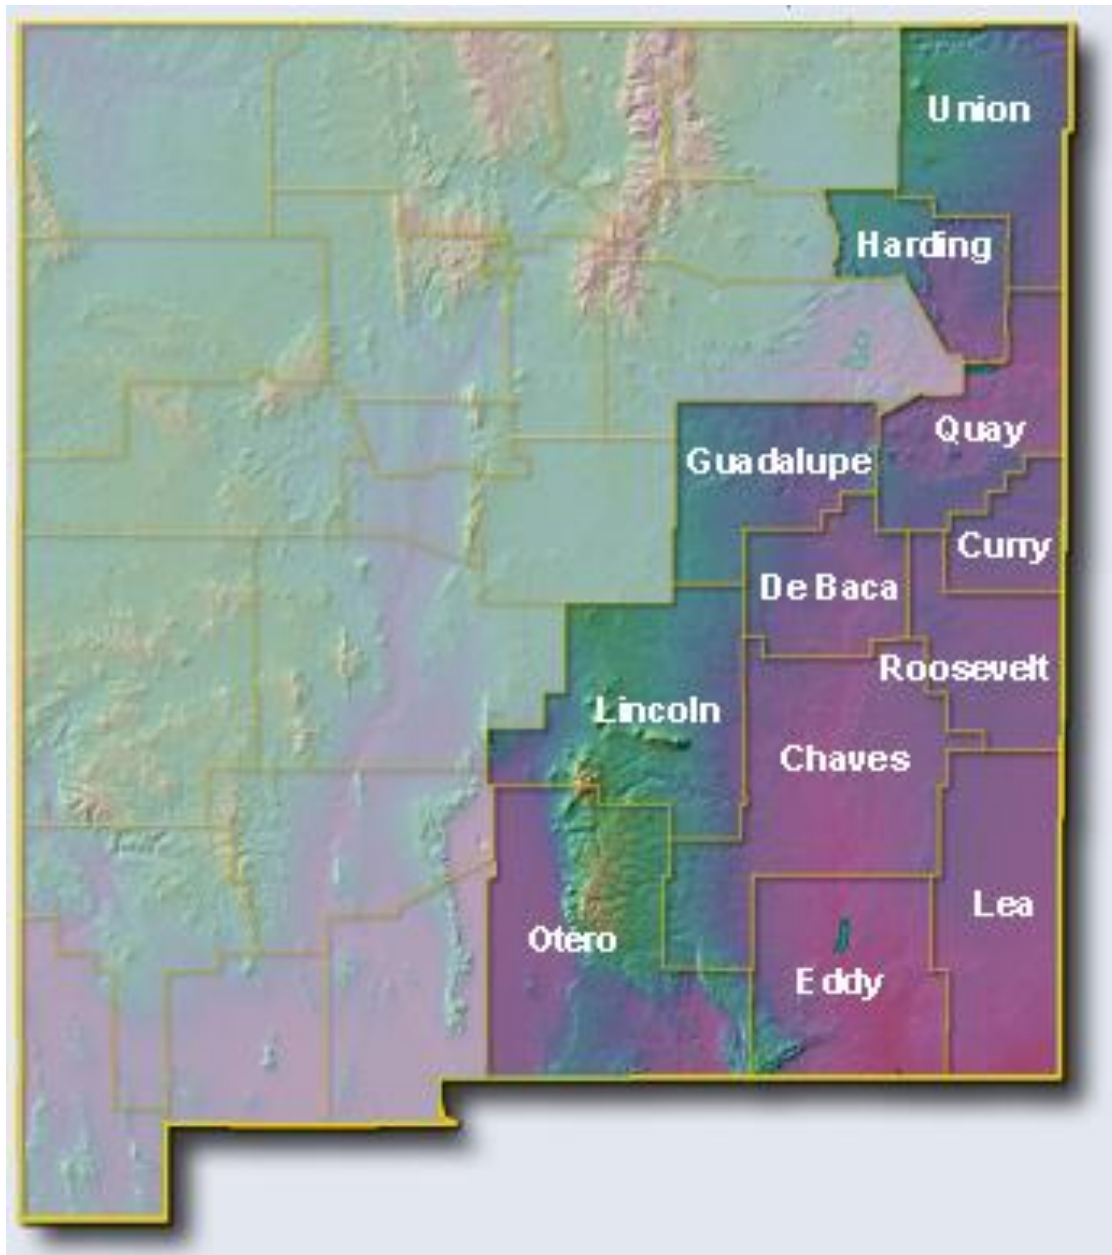 Union
Harding
Quay
Guadalupe
Curry
De Baca
Roosevelt
Lincoln
Chaves
Lea
Otero
Eddy